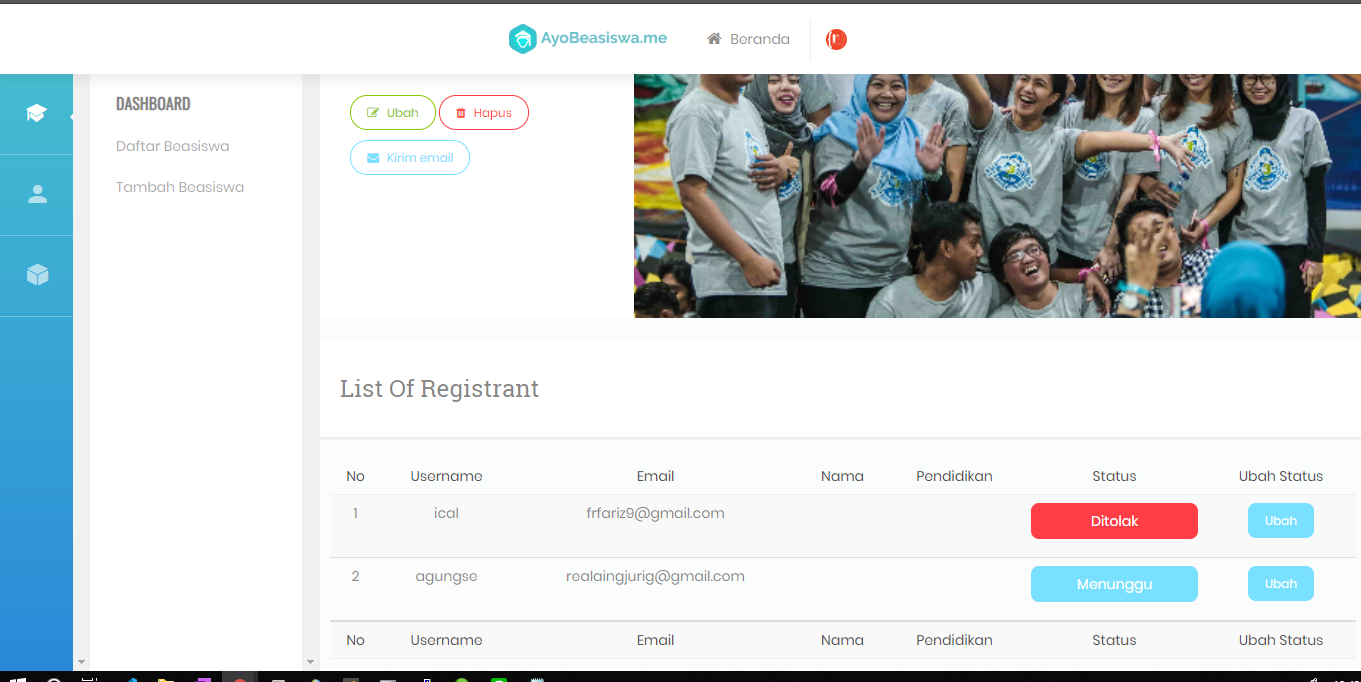 AyoBeasiswa.me Beranda
DASHBOARD
Daftar Beasiswa
Tambah Beasiswa
Ubah Hapus
Kirim email
List Of Registrant
No Username Email Nama Pendidikan Status Ubah Status
1 ical frfariz9@gmail.com Ditolak Ubah
2 agungse realaingjurig@gmail.com Menunggu Ubah
No Username Email Nama Pendidikan Status Ubah Status